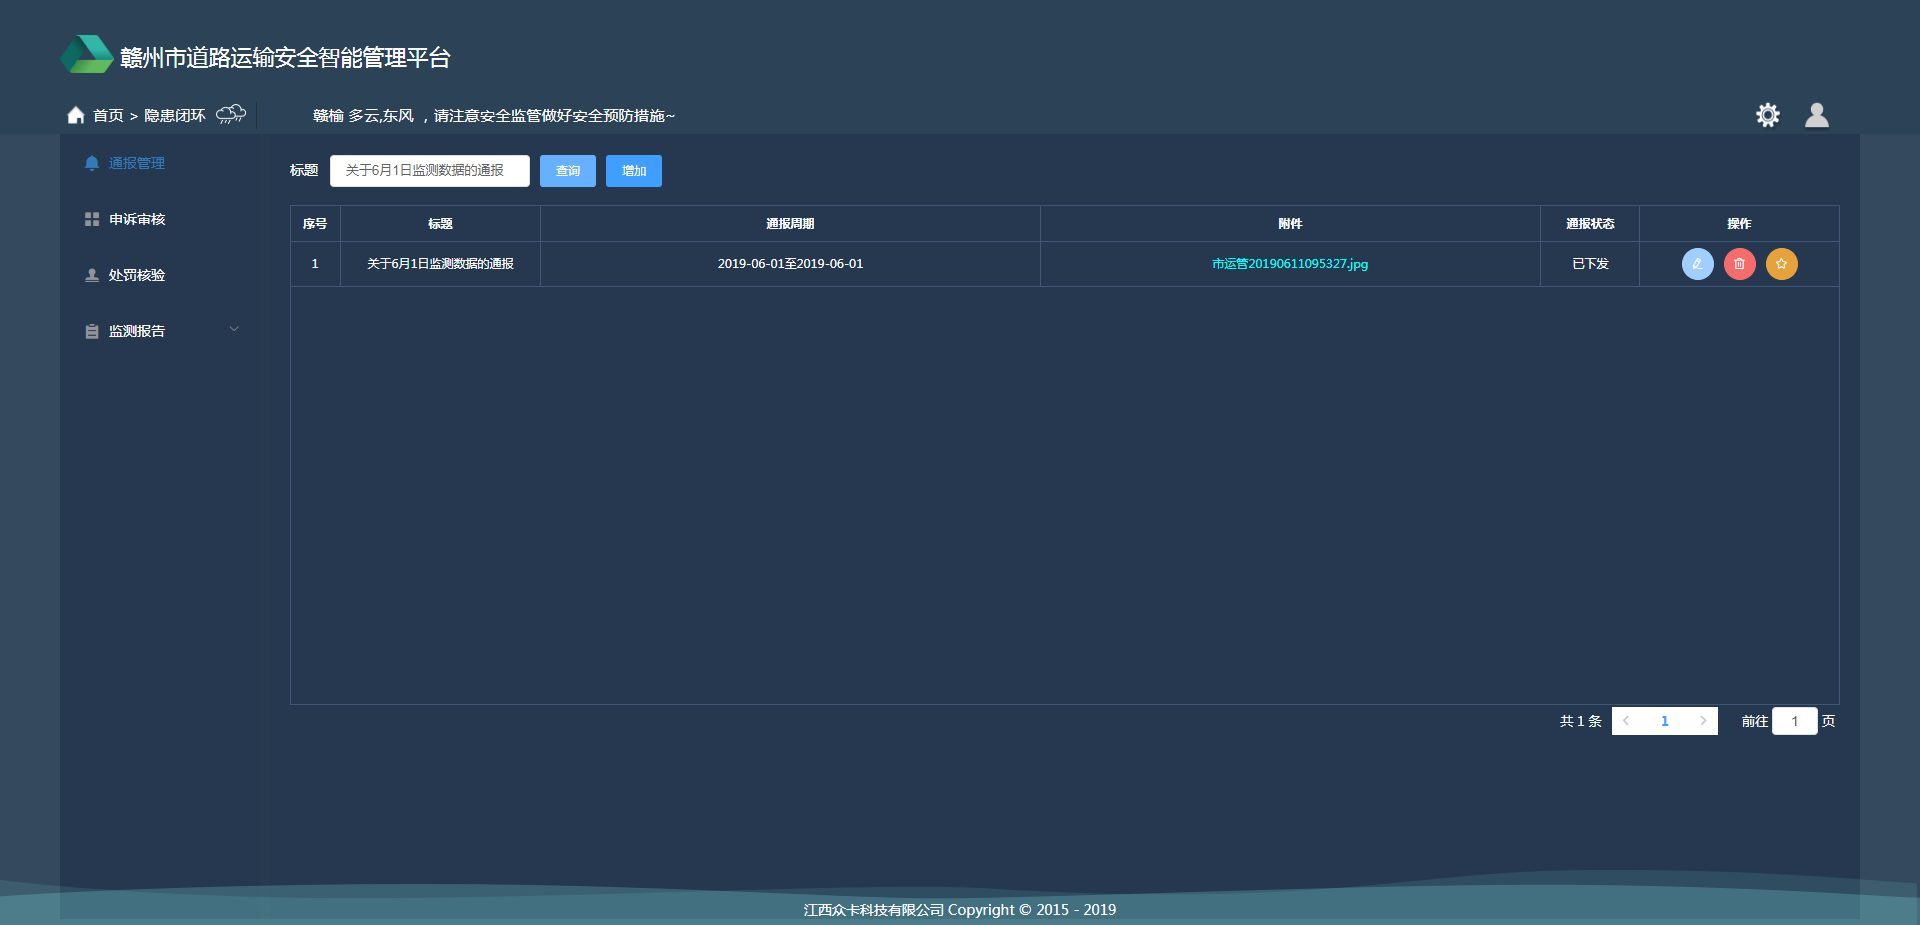 赣州市道路运输安全智能管理平台
首页 > 隐患闭环
赣榆 多云,东风 ，请注意安全监管做好安全预防措施~
通报管理
申诉审核
处罚核验
监测报告
标题 关于6月1日监测数据的通报 查询 增加
序号 标题 通报周期 附件 通报状态 操作
1 关于6月1日监测数据的通报 2019-06-01至2019-06-01 市运管20190611095327.jpg 已下发
共 1 条 1 前往 1 页
江西众卡科技有限公司 Copyright © 2015 - 2019